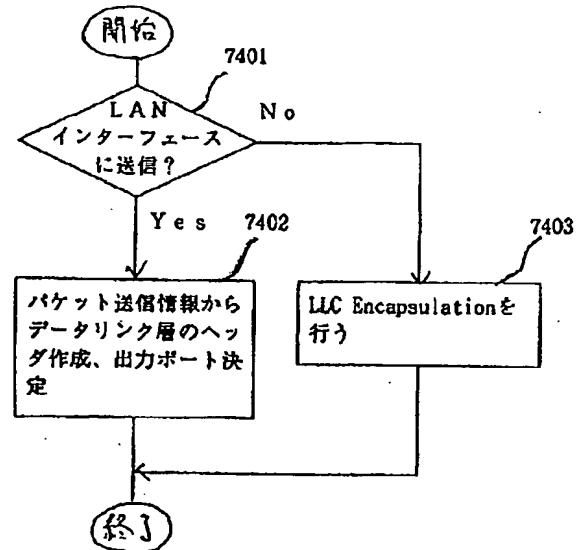 開始
7401
LAN
インターフェース
に送信?
No
Yes
7402
7403
パケット送信情報から
データリンク層のヘッ
ダ作成、出力ポート決
定
LLC Encapsulationを
行う
終了